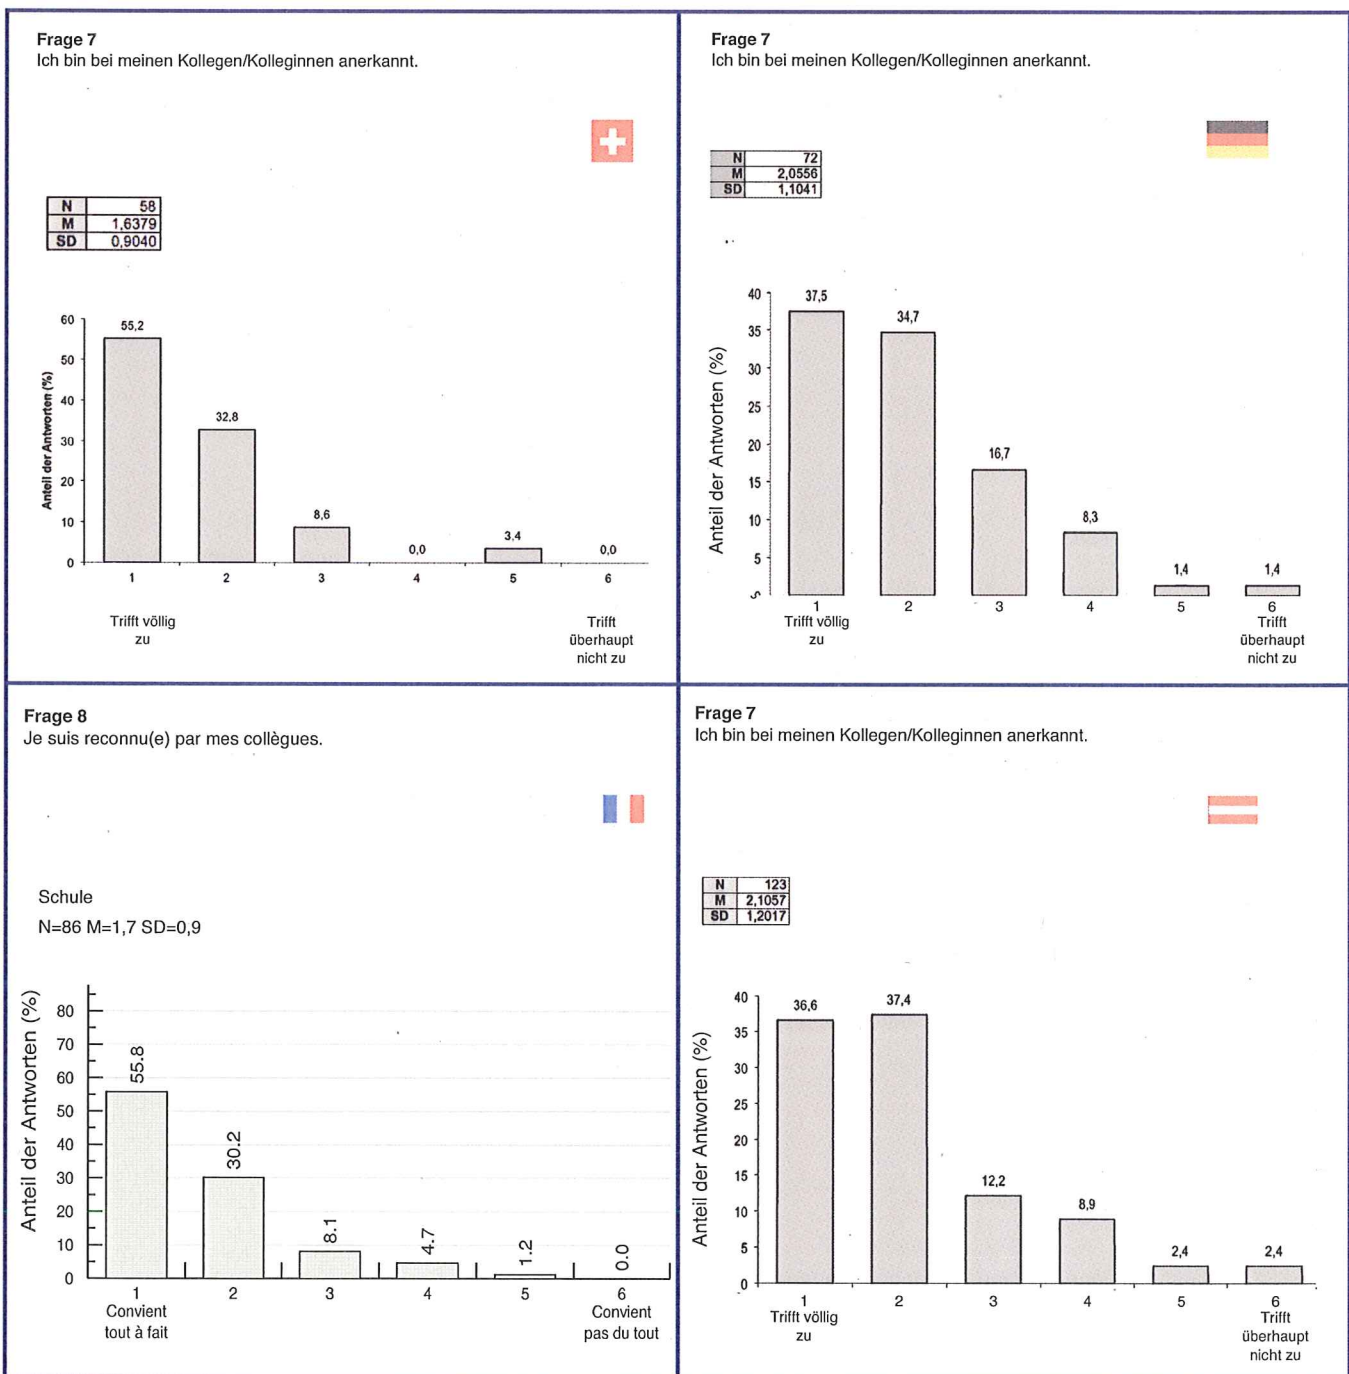 Frage 7
Ich bin bei meinen Kollegen/Kolleginnen anerkannt.
N 58
M 1,6379
SD 0,9040
Anteil der Antworten (%)
60
50
40
30
20
10
0
55,2
32,8
8,6
0,0
3,4
0,0
1 2 3 4 5 6
Trifft völlig
zu
Trifft
überhaupt
nicht zu
Frage 7
Ich bin bei meinen Kollegen/Kolleginnen anerkannt.
N 72
M 2,0556
SD 1,1041
Anteil der Antworten (%)
40
35
30
25
20
15
10
5
37,5
34,7
16,7
8,3
1,4
1,4
1 2 3 4 5 6
Trifft völlig
zu
Trifft
überhaupt
nicht zu
Frage 8
Je suis reconnu(e) par mes collègues.
Schule
N=86 M=1,7 SD=0,9
Anteil der Antworten (%)
80
70
60
50
40
30
20
10
0
55.8
30.2
8.1
4.7
1.2
0.0
1 2 3 4 5 6
Convient
tout à fait
Convient
pas du tout
Frage 7
Ich bin bei meinen Kollegen/Kolleginnen anerkannt.
N 123
M 2,1057
SD 1,2017
Anteil der Antworten (%)
40
35
30
25
20
15
10
5
0
36,6
37,4
12,2
8,9
2,4
2,4
1 2 3 4 5 6
Trifft völlig
zu
Trifft
überhaupt
nicht zu